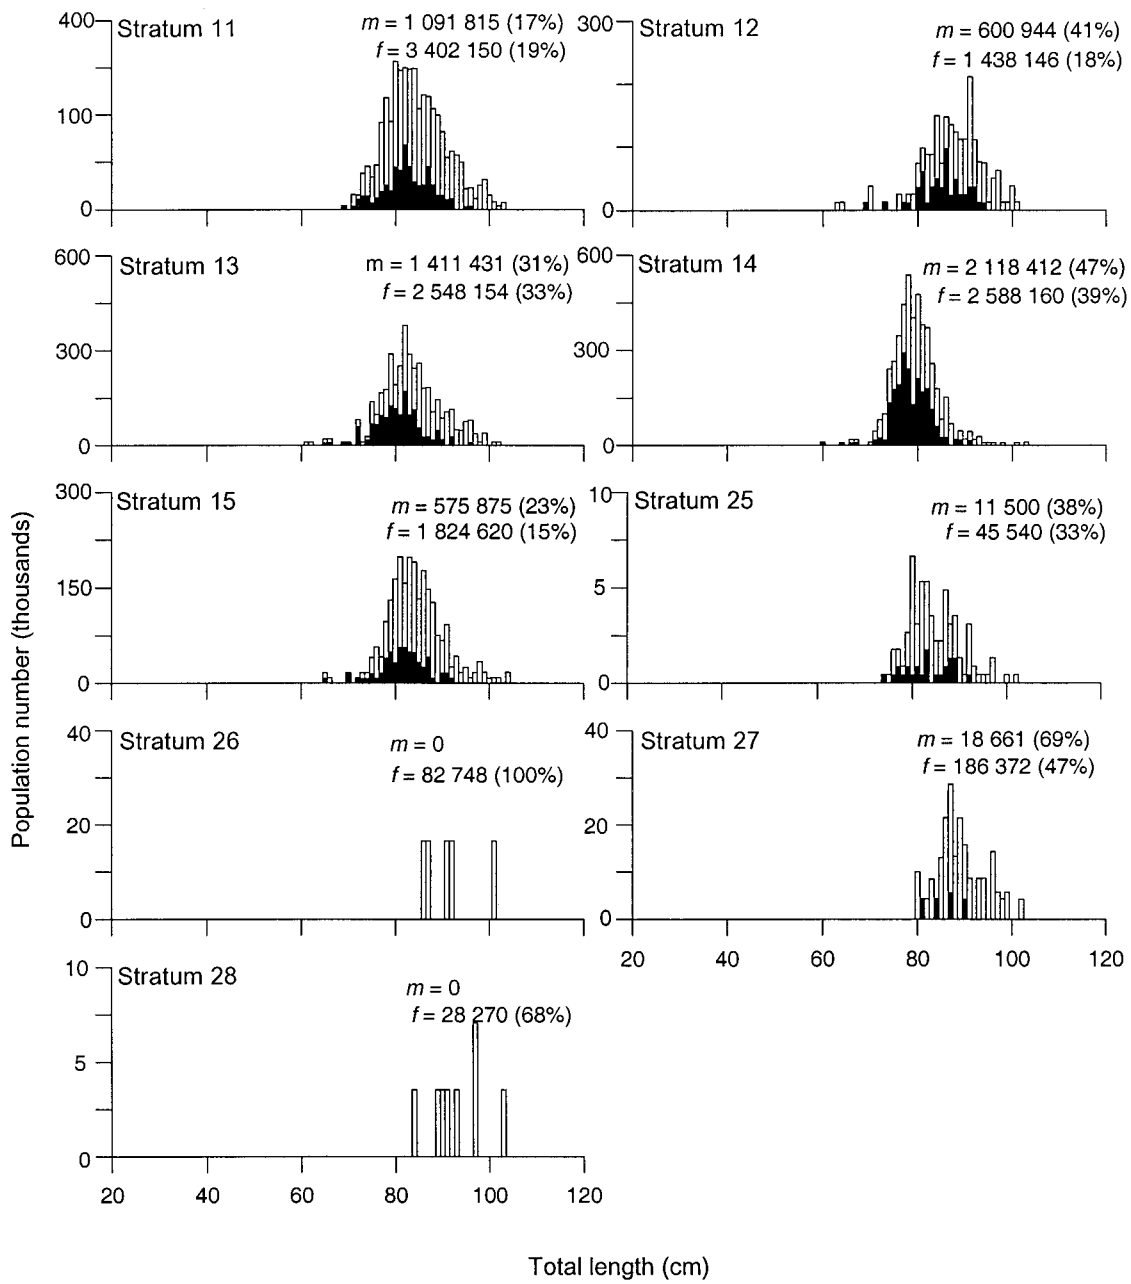 400
Stratum 11
m = 1 091 815 (17%)
f = 3 402 150 (19%)
100
0
300
Stratum 12
m = 600 944 (41%)
f = 1 438 146 (18%)
0
600
Stratum 13
m = 1 411 431 (31%)
f = 2 548 154 (33%)
300
0
600
Stratum 14
m = 2 118 412 (47%)
f = 2 588 160 (39%)
300
0
300
Stratum 15
m = 575 875 (23%)
f = 1 824 620 (15%)
150
0
10
Stratum 25
m = 11 500 (38%)
f = 45 540 (33%)
5
0
40
Stratum 26
m = 0
f = 82 748 (100%)
20
0
40
Stratum 27
m = 18 661 (69%)
f = 186 372 (47%)
20
0
20 40 60 80 100 120
10
Stratum 28
m = 0
f = 28 270 (68%)
5
0
20 40 60 80 100 120
Population number (thousands)
Total length (cm)